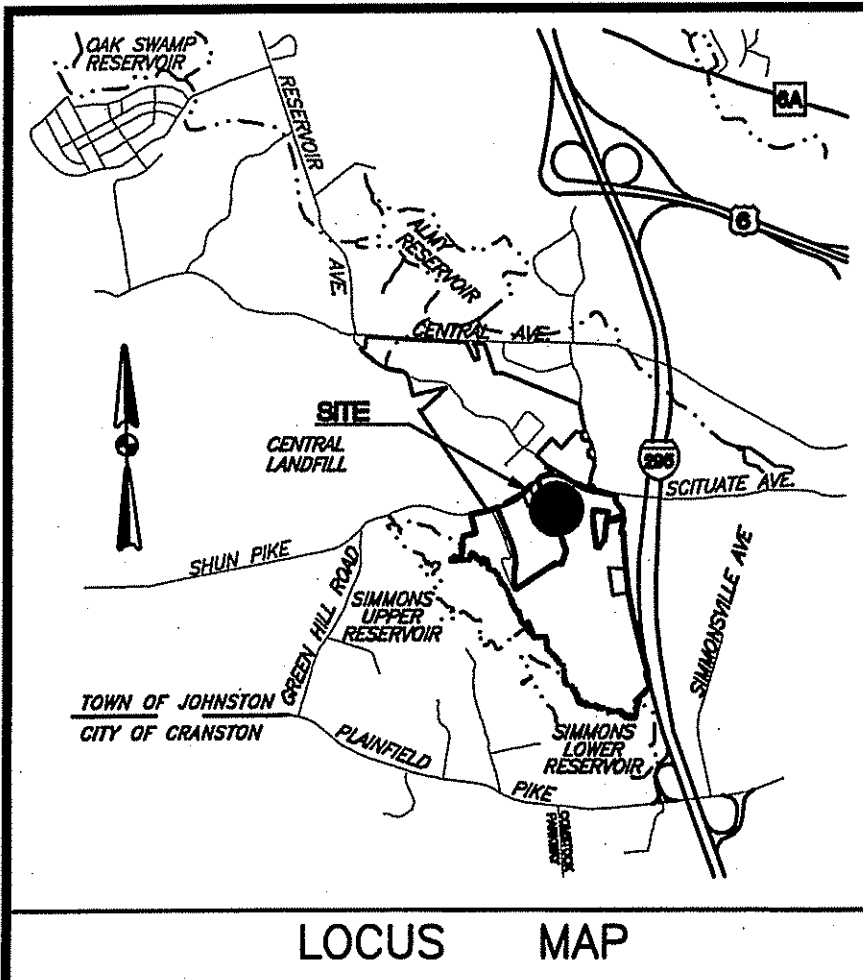 OAK SWAMP
RESERVOIR
RESERVOIR
AVE.
6A
6
ALMY
RESERVOIR
CENTRAL AVE.
SITE
CENTRAL
LANDFILL
295
SCITUATE AVE.
SHUN PIKE
GREEN HILL ROAD
SIMMONS
UPPER
RESERVOIR
SIMMONSVILLE AVE
TOWN OF JOHNSTON
CITY OF CRANSTON
PLAINFIELD
PIKE
SIMMONS
LOWER
RESERVOIR
COMSTOCK
PARKWAY
LOCUS MAP